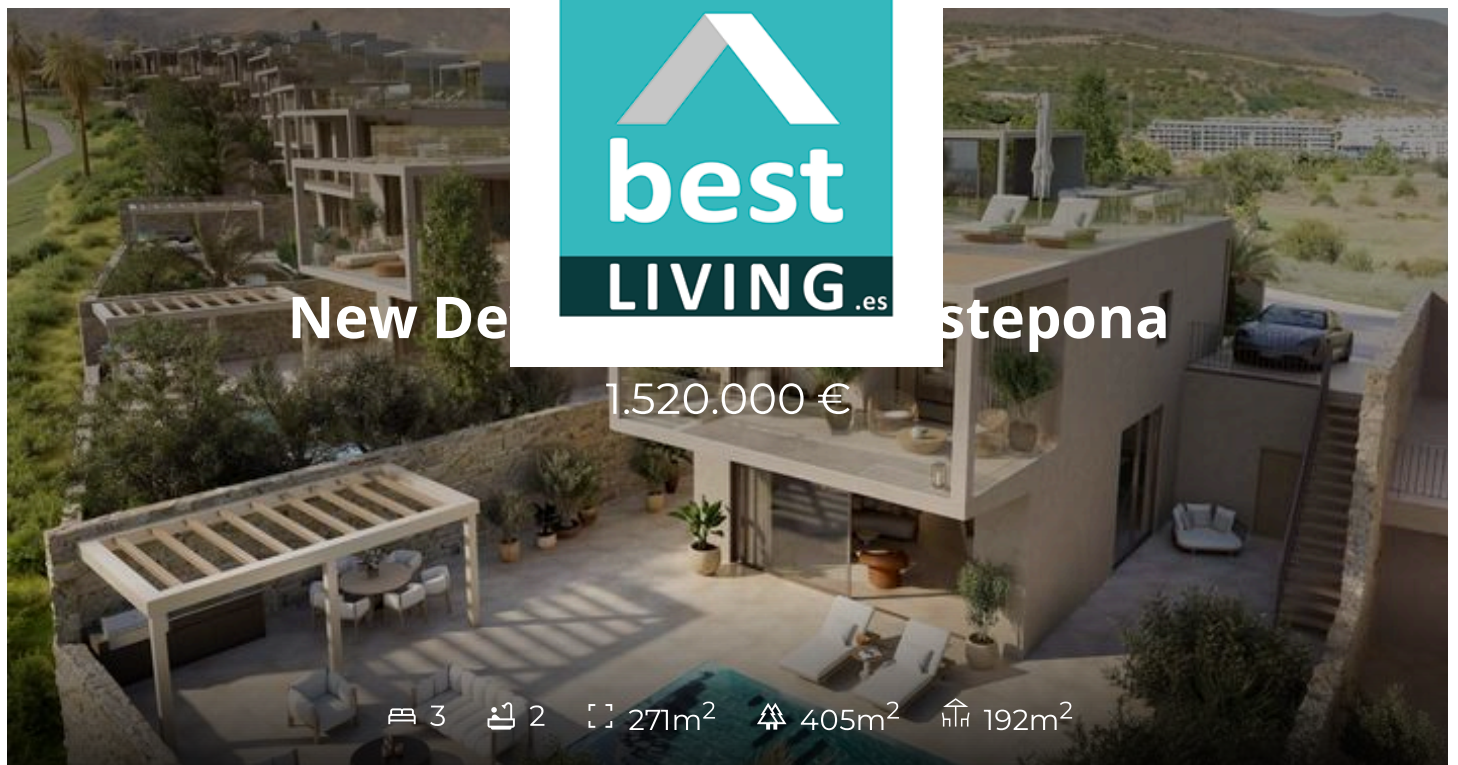 best
LIVING.es
New De stepona
1.520.000 €
3 2 271m² 405m² 192m²